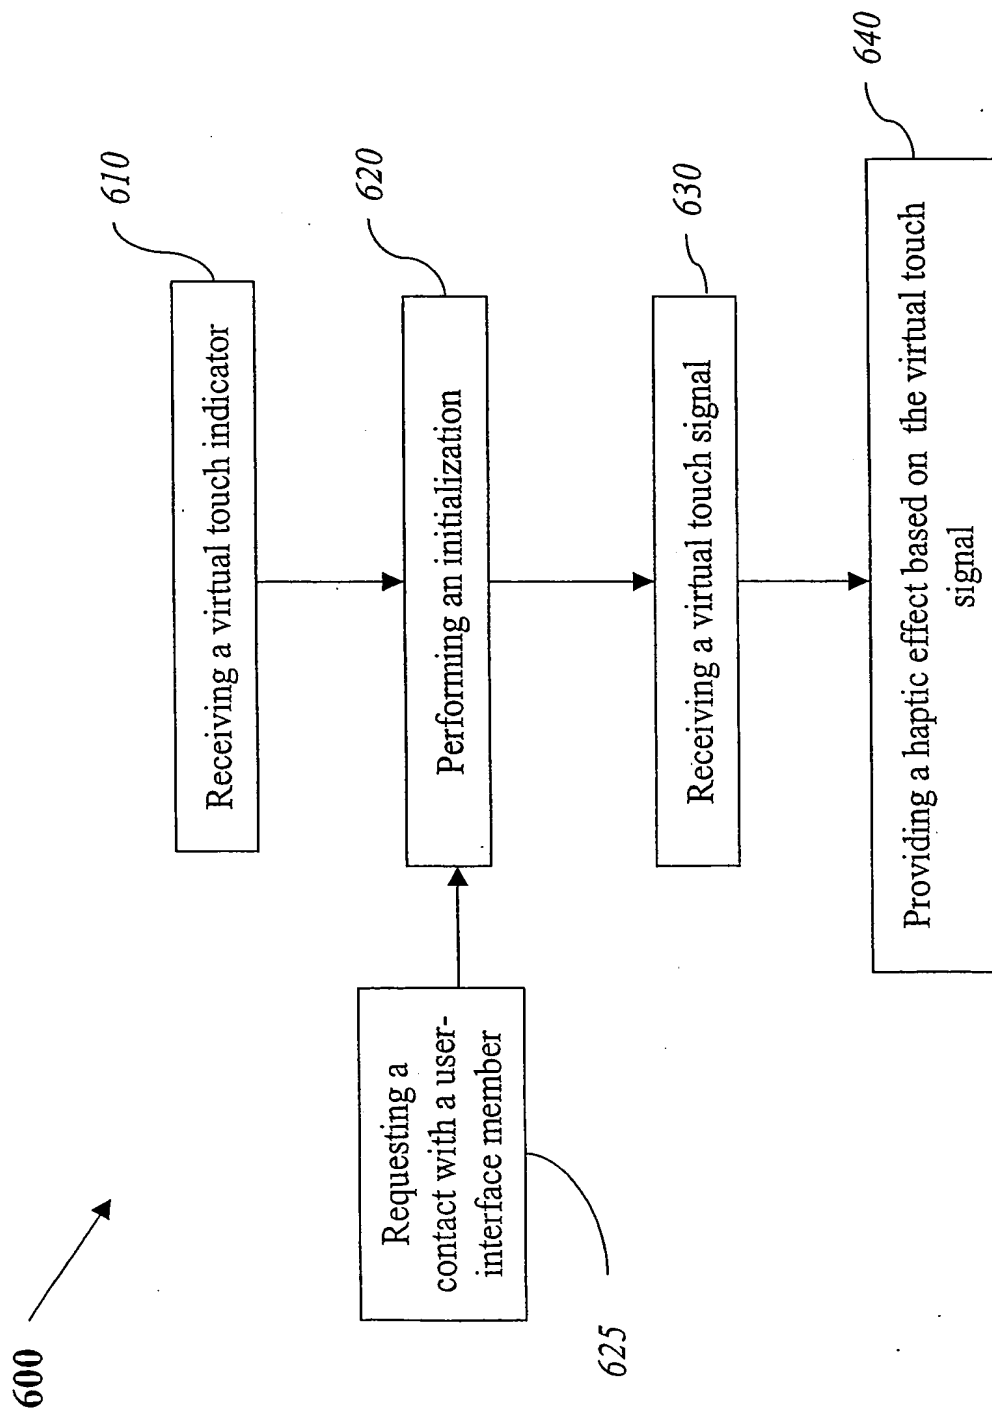 600
610
Receiving a virtual touch indicator
620
Performing an initialization
Requesting a
contact with a user-
interface member
625
630
Receiving a virtual touch signal
640
Providing a haptic effect based on the virtual touch
signal